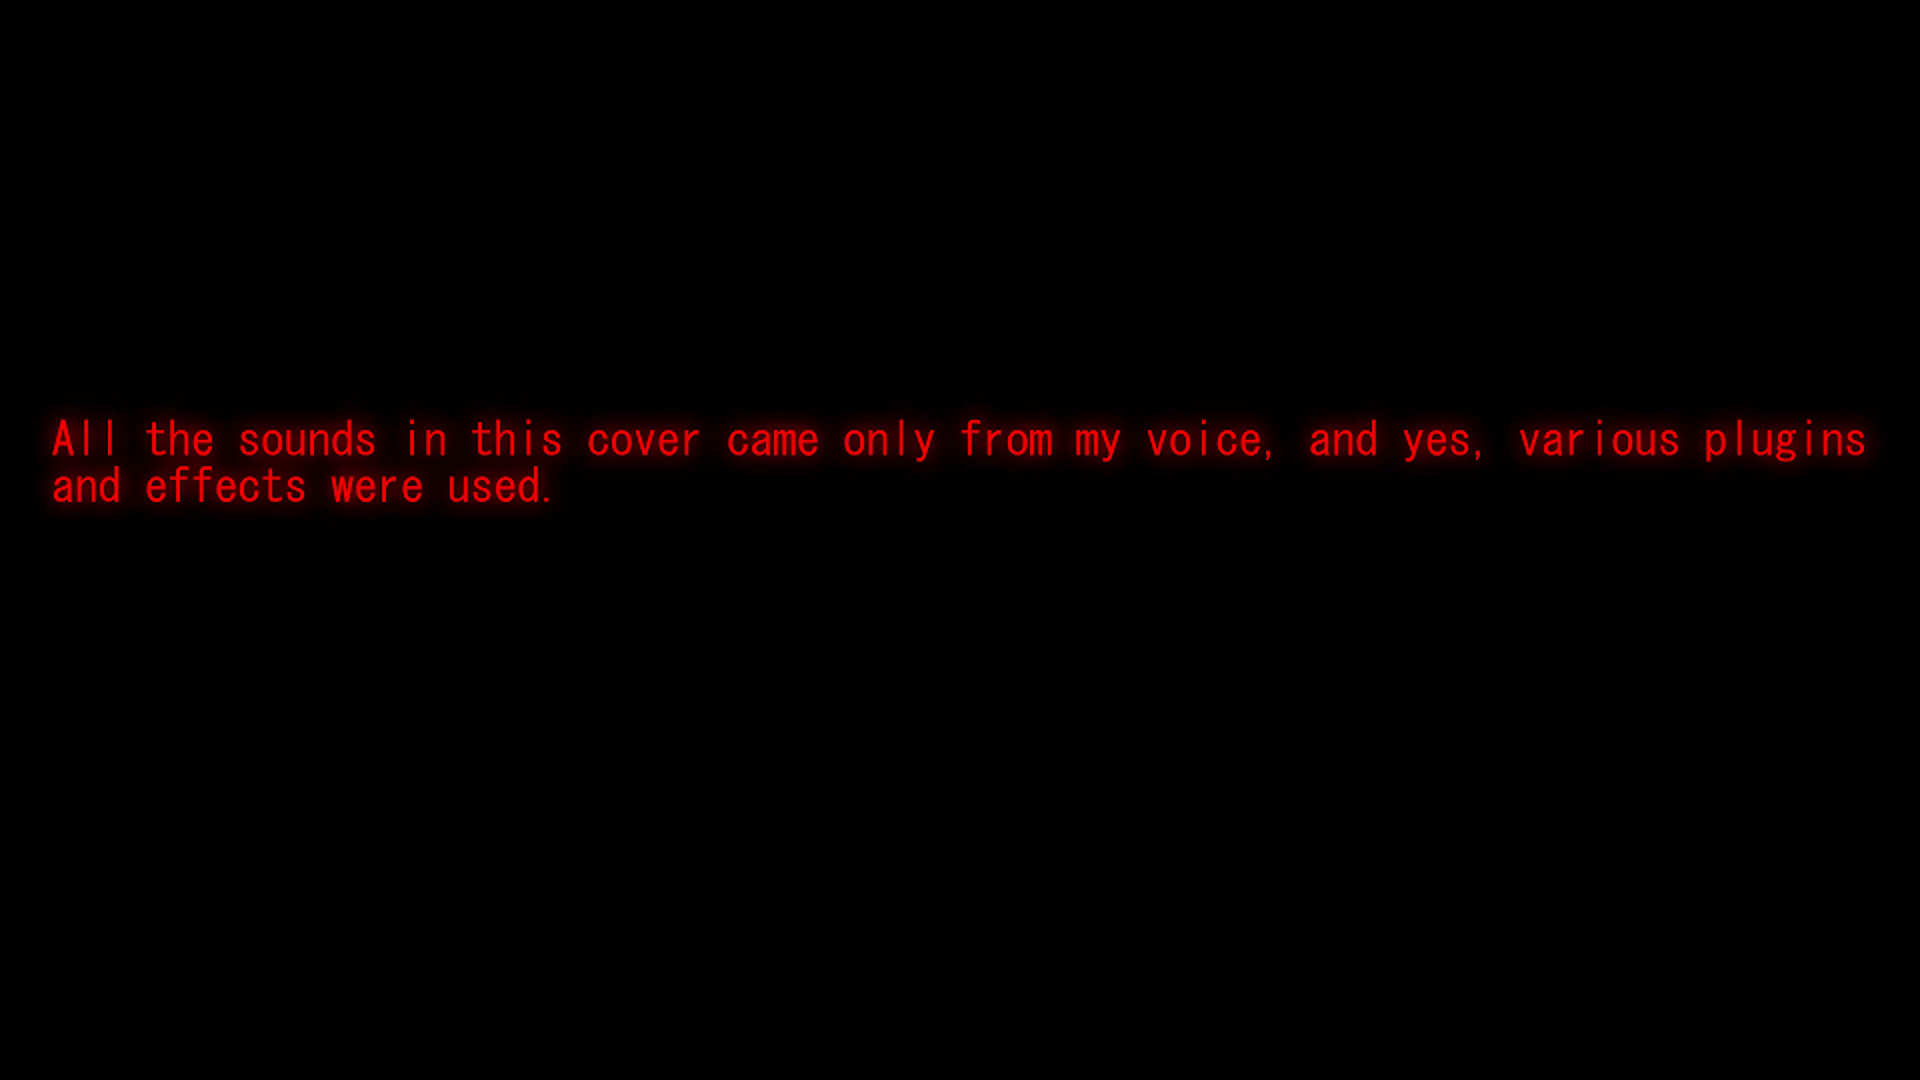 All the sounds in this cover came only from my voice, and yes, various plugins
and effects were used.